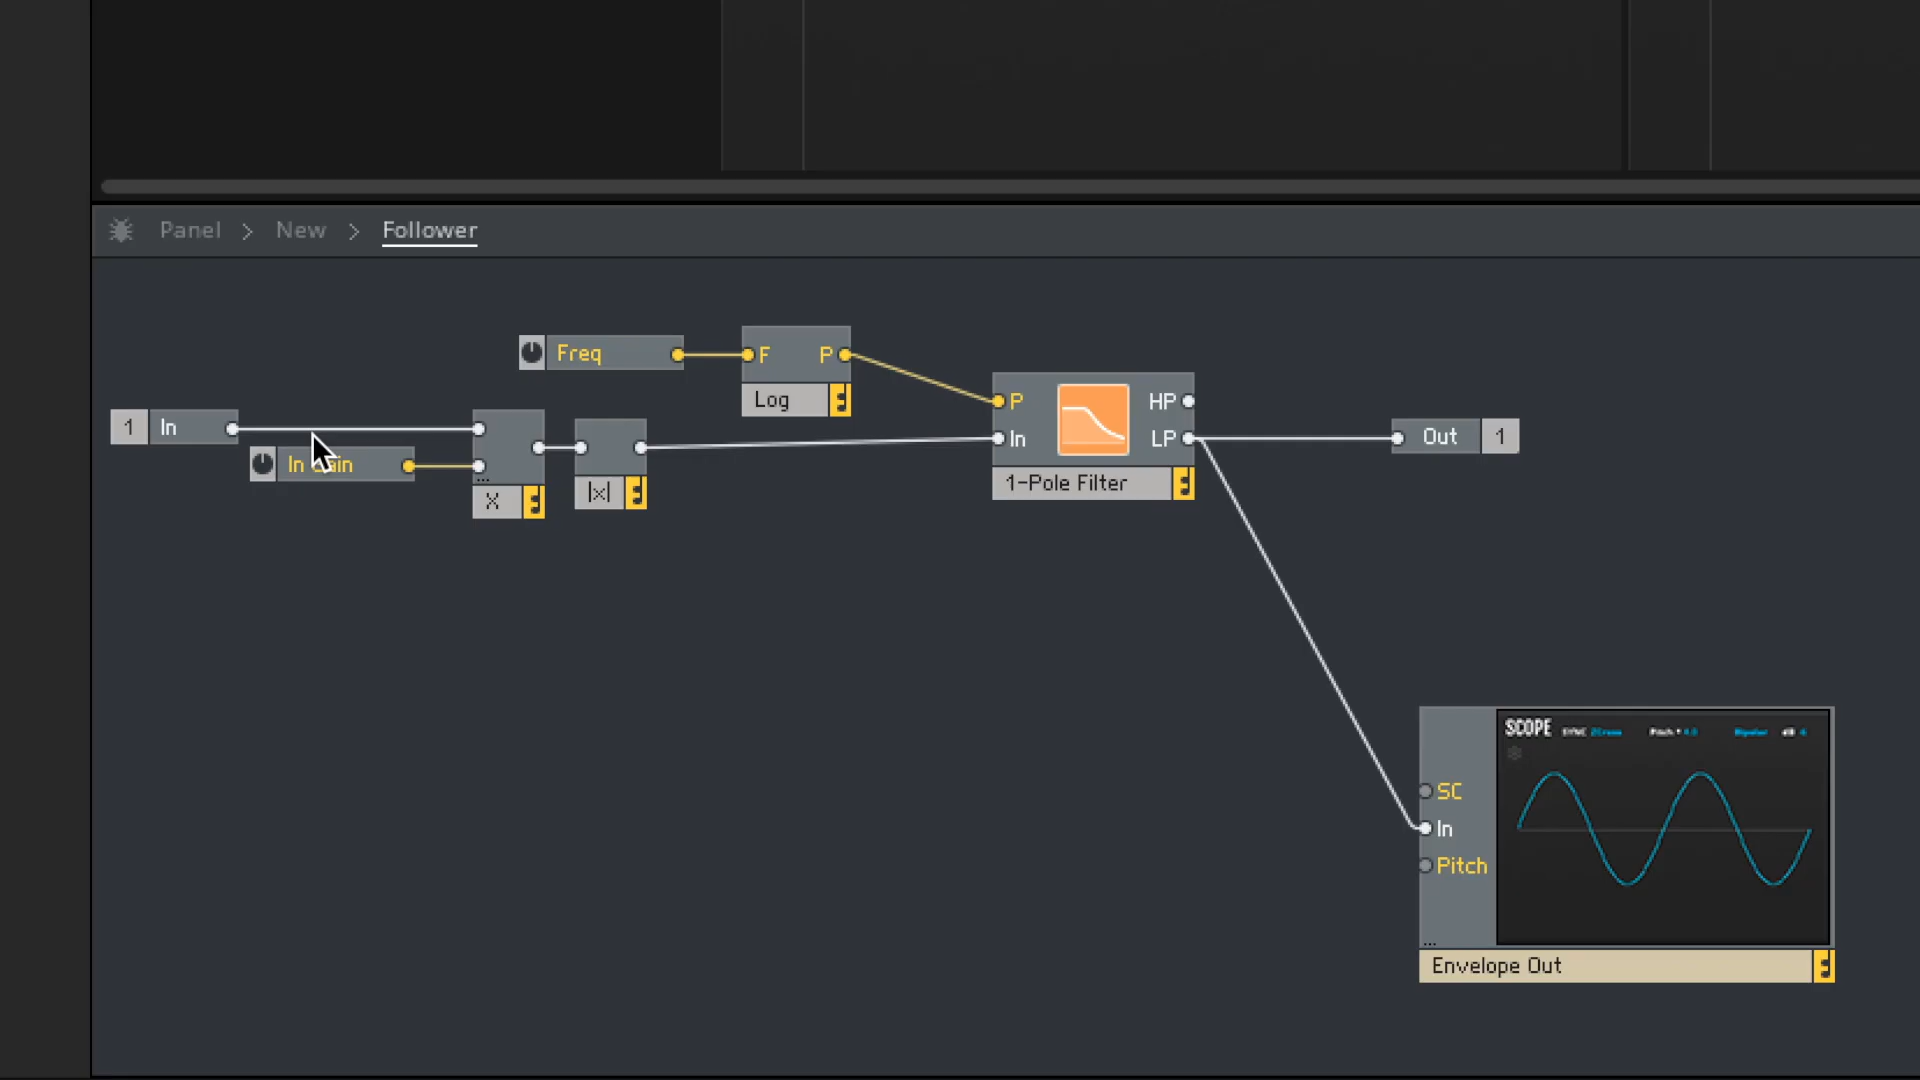 Panel > New > Follower
Freq
F P
Log
1 In
In Gain
X
|x|
P HP
In LP
1-Pole Filter
Out 1
SCOPE SYNC
SC
In
Pitch
Envelope Out